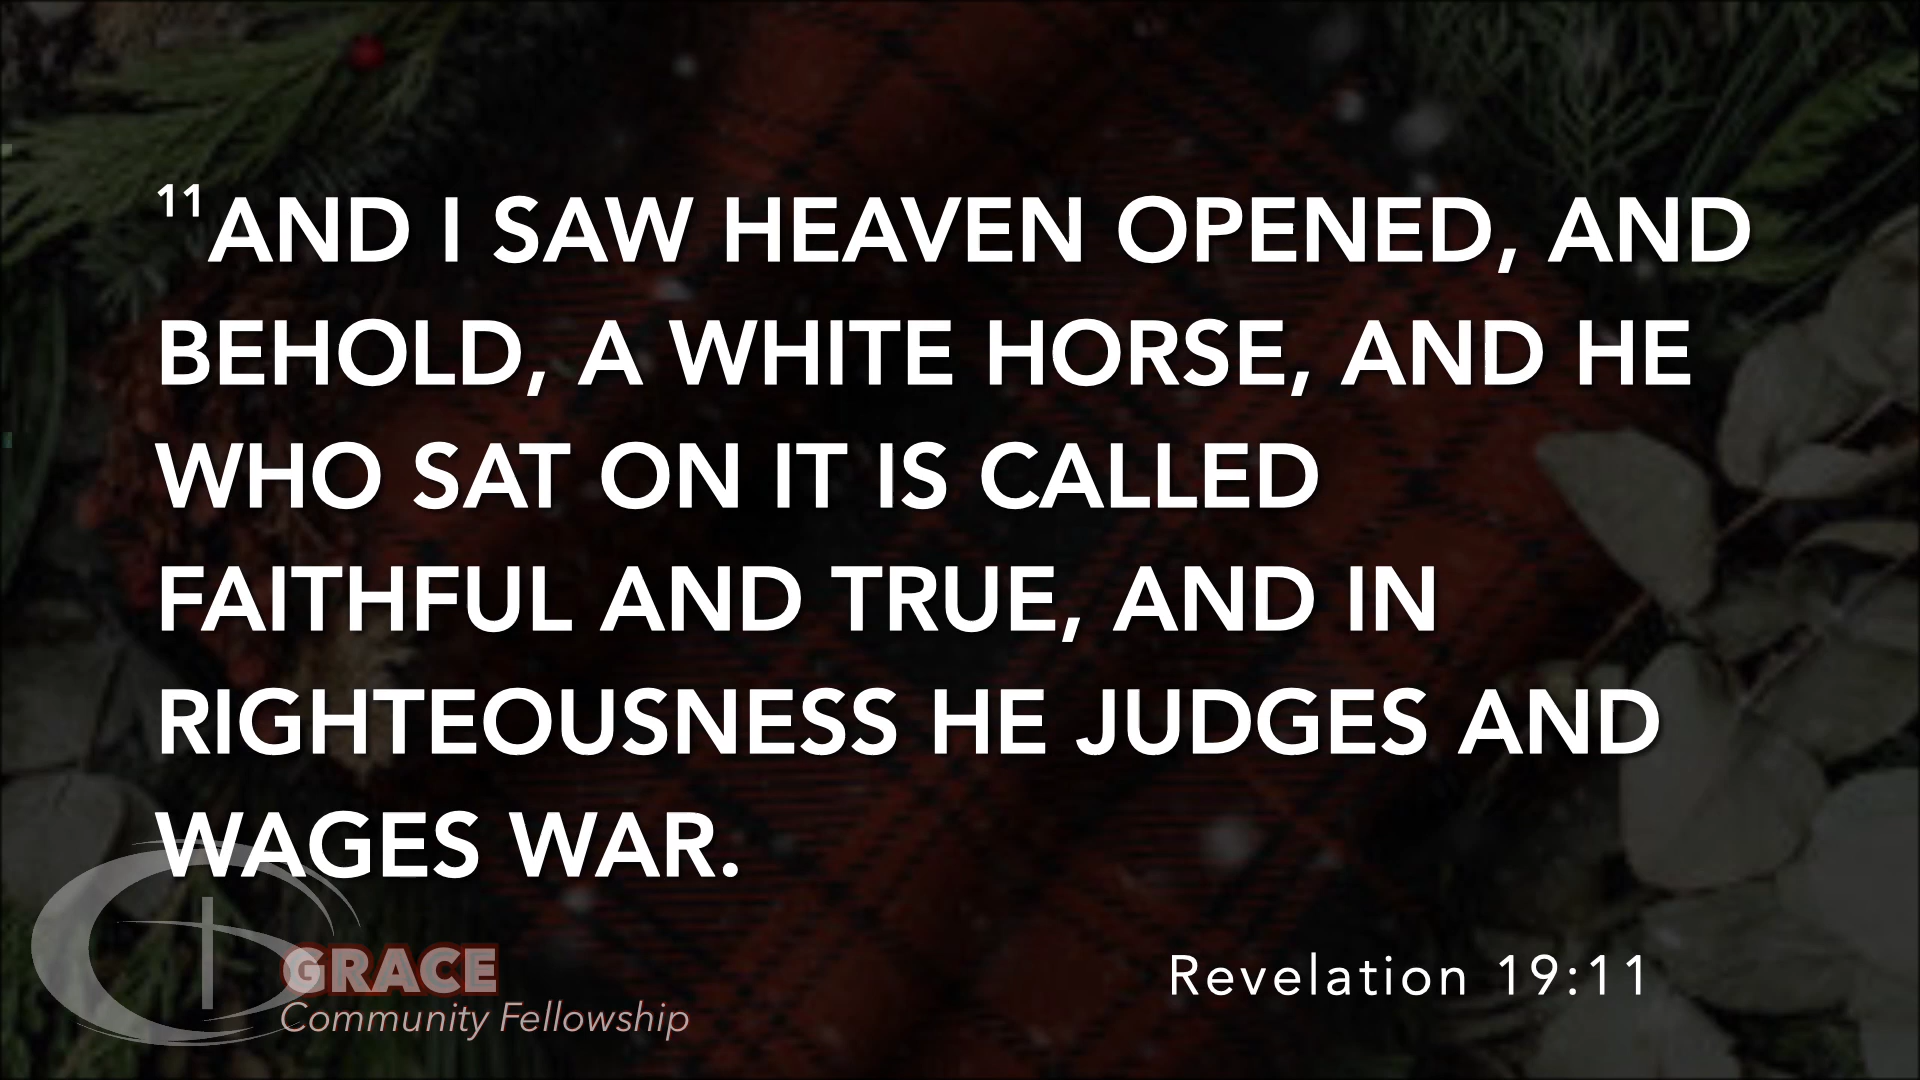 11AND I SAW HEAVEN OPENED, AND
BEHOLD, A WHITE HORSE, AND HE
WHO SAT ON IT IS CALLED
FAITHFUL AND TRUE, AND IN
RIGHTEOUSNESS HE JUDGES AND
WAGES WAR.
GRACE
Community Fellowship
Revelation 19:11